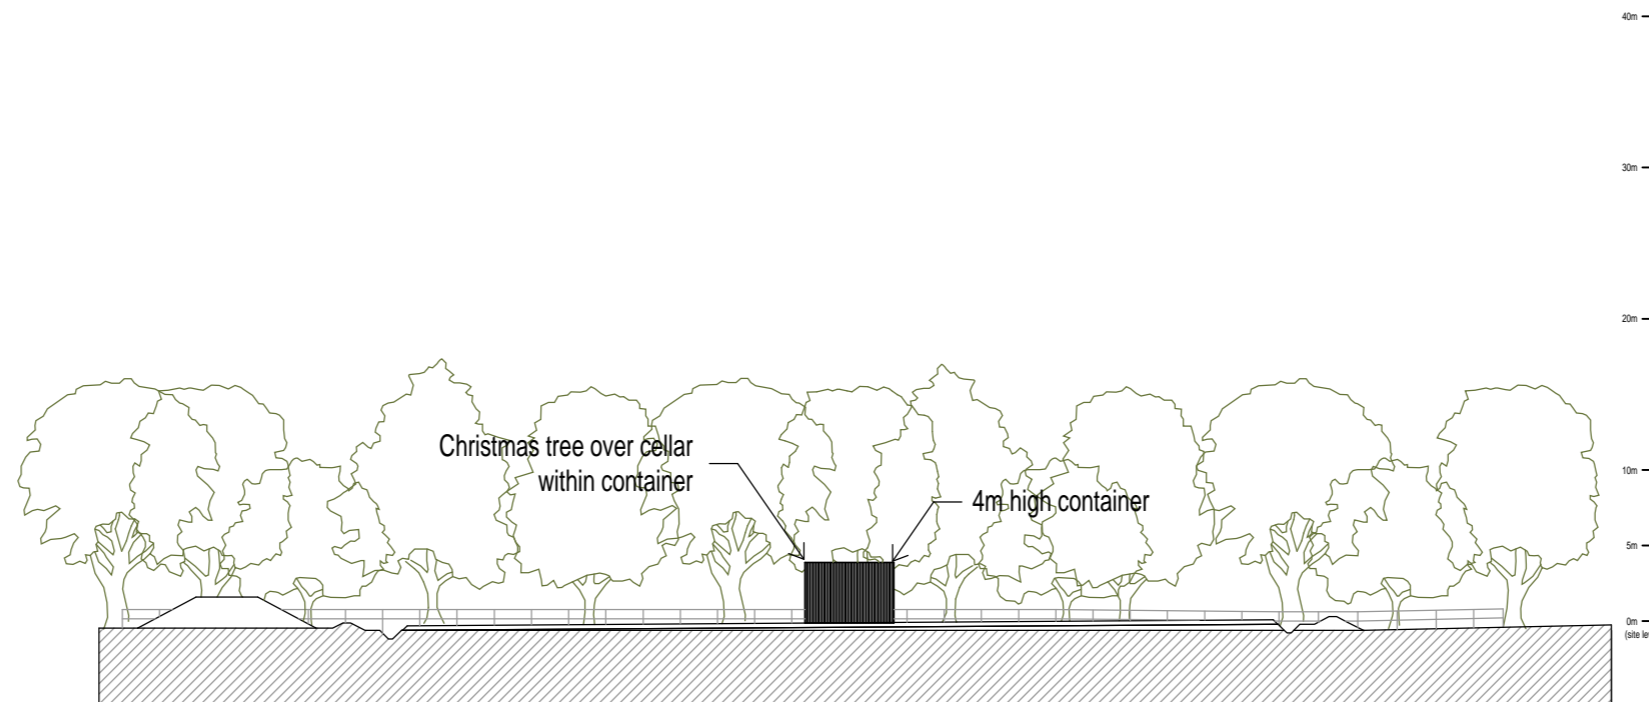 40m
30m
20m
Christmas tree over cellar
within container
10m
4m high container
5m
0m
(site le